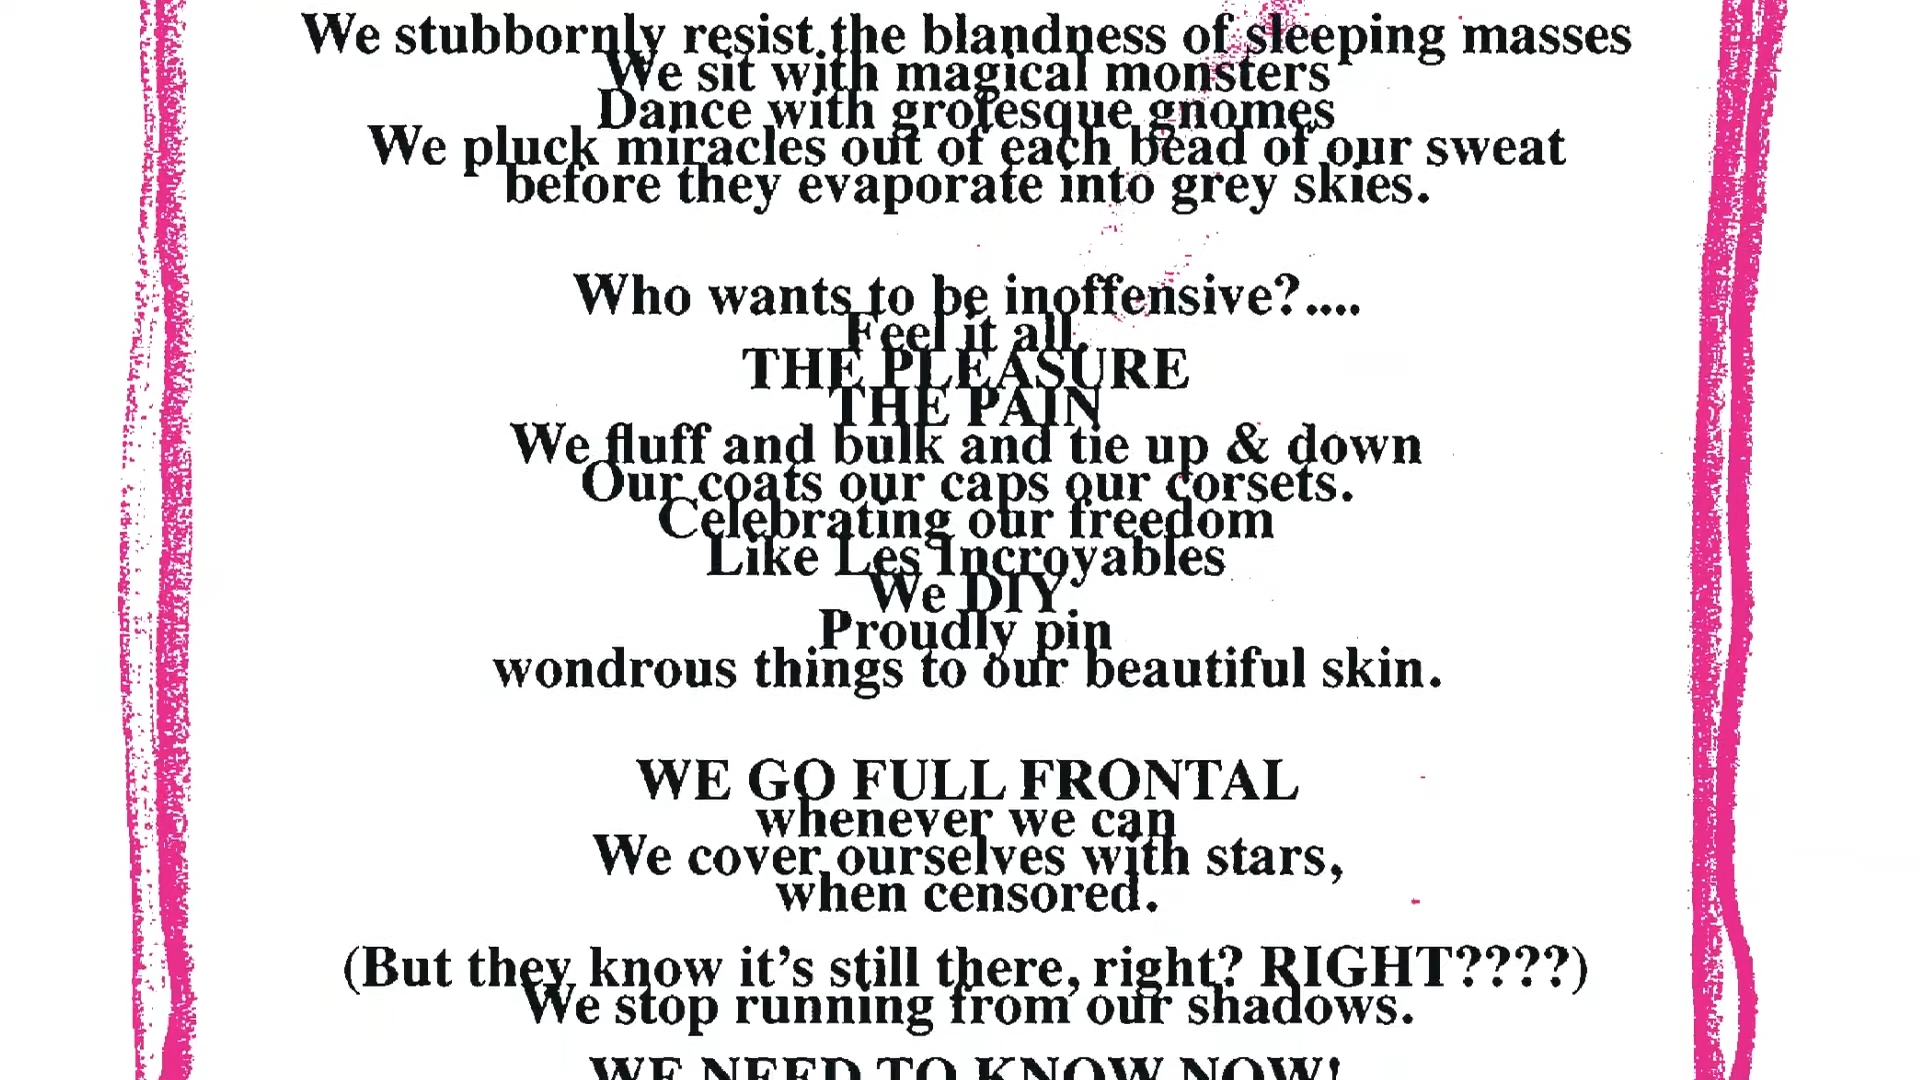 We stubbornly resist the blandness of sleeping masses
We sit with magical monsters
Dance with grotesque gnomes
We pluck miracles out of each bead of our sweat
before they evaporate into grey skies.
Who wants to be inoffensive?....
Feel it all,
THE PLEASURE
THE PAIN
We fluff and bulk and tie up & down
Our coats our caps our corsets.
Celebrating our freedom
Like Les Incroyables
We DIY
Proudly pin
wondrous things to our beautiful skin.
WE GO FULL FRONTAL
whenever we can
We cover ourselves with stars,
when censored.
(But they know it’s still there, right? RIGHT????)
We stop running from our shadows.
WE NEED TO KNOW NOW!